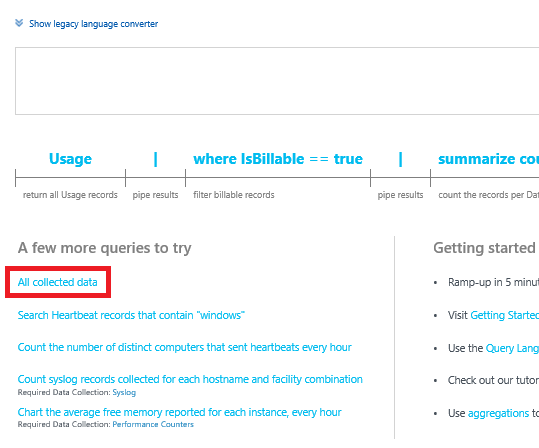 Show legacy language converter
Usage | where IsBillable == true | summarize cou
return all Usage records pipe results filter billable records pipe results count the records per Dat
A few more queries to try
All collected data
Search Heartbeat records that contain "windows"
Count the number of distinct computers that sent heartbeats every hour
Count syslog records collected for each hostname and facility combination
Required Data Collection: Syslog
Chart the average free memory reported for each instance, every hour
Required Data Collection: Performance Counters
Getting started
• Ramp-up in 5 minut
• Visit Getting Started
• Use the Query Lang
• Check out our tutor
• Use aggregations to